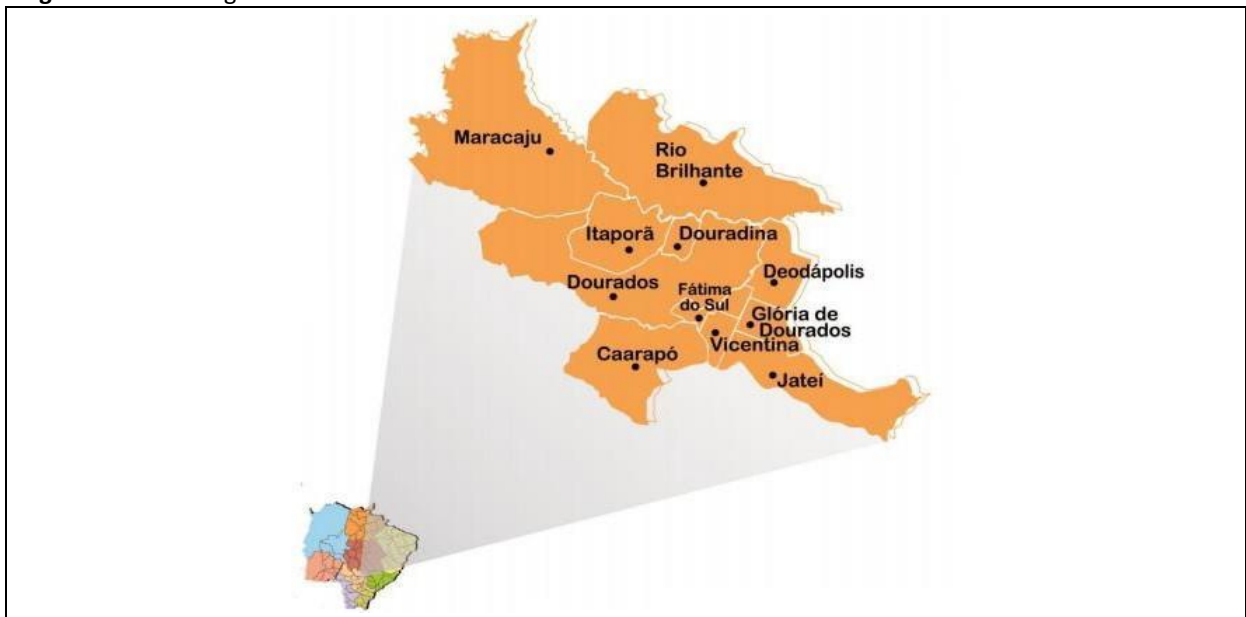 Maracaju
Rio
Brilhante
Itaporã
Douradina
Deodápolis
Dourados
Fátima
do Sul
Glória de
Dourados
Vicentina
Caarapó
Jateí